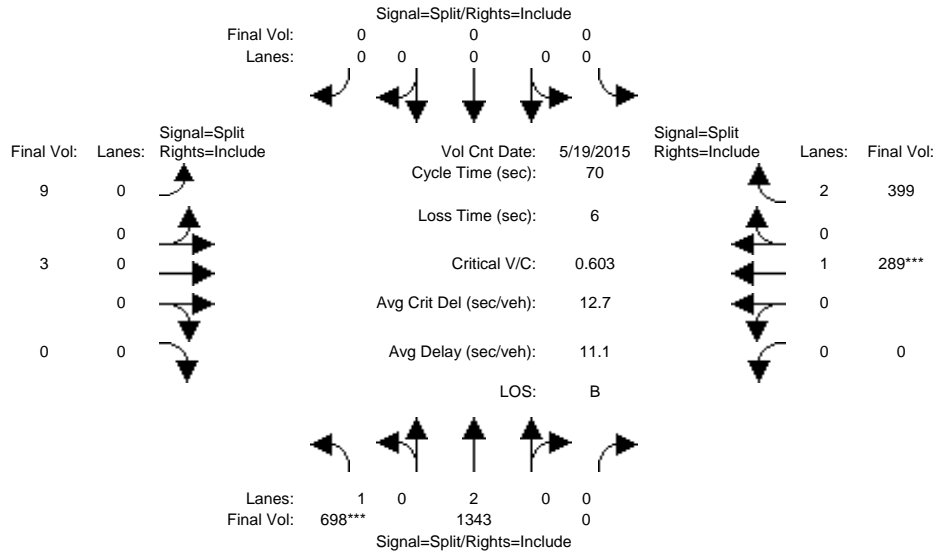 Signal=Split/Rights=Include
Final Vol: 0 0 0
Lanes: 0 0 0 0 0
Signal=Split Signal=Split
Final Vol: Lanes: Rights=Include Vol Cnt Date: 5/19/2015 Rights=Include Lanes: Final Vol:
Cycle Time (sec): 70
9 0 2 399
Loss Time (sec): 6
0 0
3 0 Critical V/C: 0.603 1 289***
0 Avg Crit Del (sec/veh): 12.7 0
0 0 Avg Delay (sec/veh): 11.1 0 0
LOS: B
Lanes: 1 0 2 0 0
Final Vol: 698*** 1343 0
Signal=Split/Rights=Include